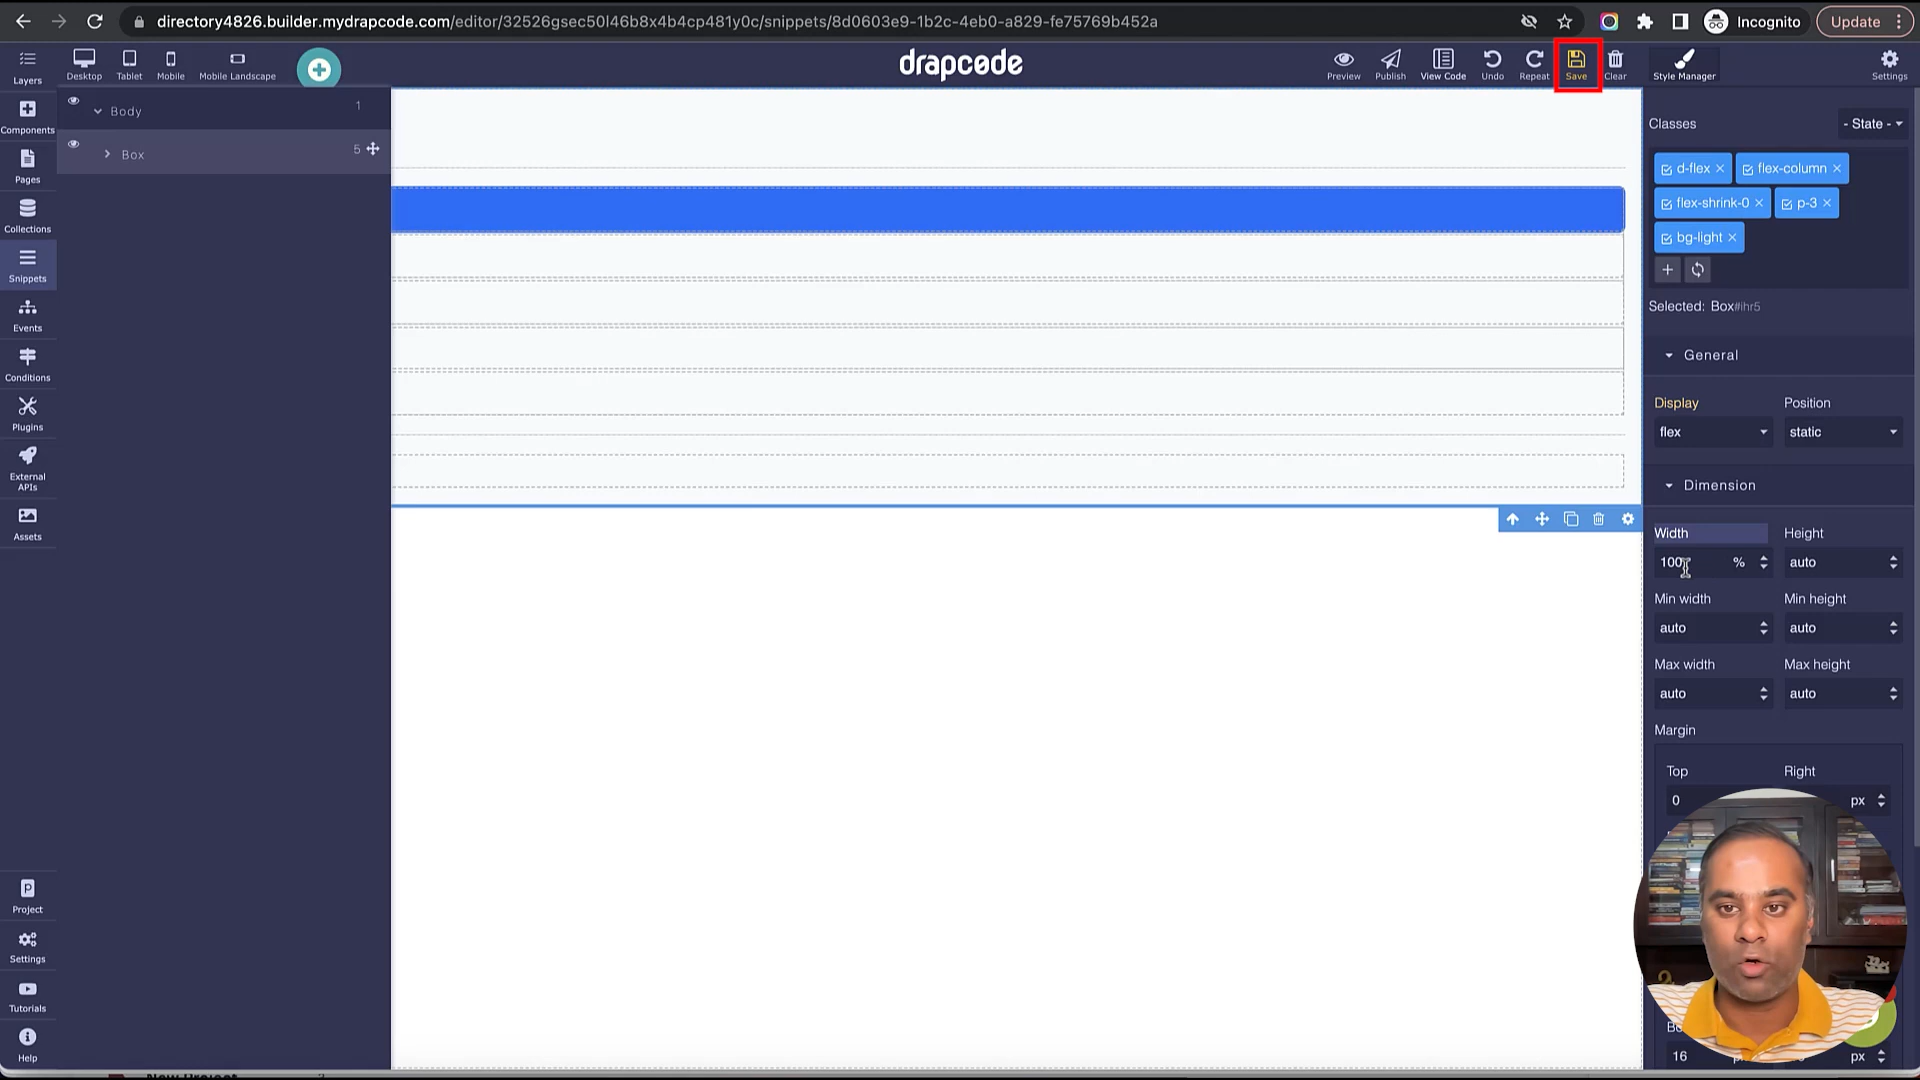 directory4826.builder.mydrapcode.com/editor/32526gsec50l46b8x4b4cp481y0c/snippets/8d0603e9-1b2c-4eb0-a829-fe75769b452a
Incognito
Update
Layers
Desktop
Tablet
Mobile
Mobile Landscape
drapcode
Preview
Publish
View Code
Undo
Repeat
Save
Clear
Style Manager
Settings
Components
Pages
Collections
Snippets
Events
Conditions
Plugins
External
APIs
Assets
Project
Settings
Tutorials
Help
Body 1
Box 5
Classes
- State -
d-flex
flex-column
flex-shrink-0
p-3
bg-light
Selected: Box#ihr5
General
Display
Position
flex
static
Dimension
Width
Height
100 %
auto
Min width
Min height
auto
auto
Max width
Max height
auto
auto
Margin
Top
Right
0
px
16
px
New Project